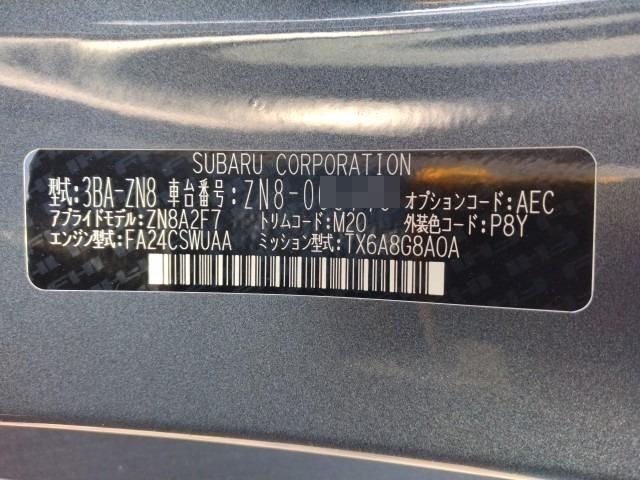 SUBARU CORPORATION
型式:3BA-ZN8 車台番号:ZN8-0 オプションコード:AEC
アプライドモデル:ZN8A2F7 トリムコード:M20 外装色コード:P8Y
エンジン型式:FA24CSWUAA ミッション型式:TX6A8G8A0A